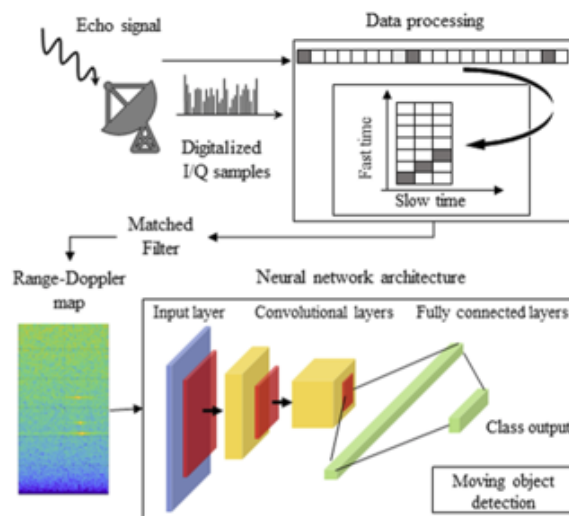 Echo signal
Data processing
Digitalized
I/Q samples
Fast time
Slow time
Matched
Filter
Range-Doppler
map
Neural network architecture
Input layer
Convolutional layers
Fully connected layers
Class output
Moving object
detection